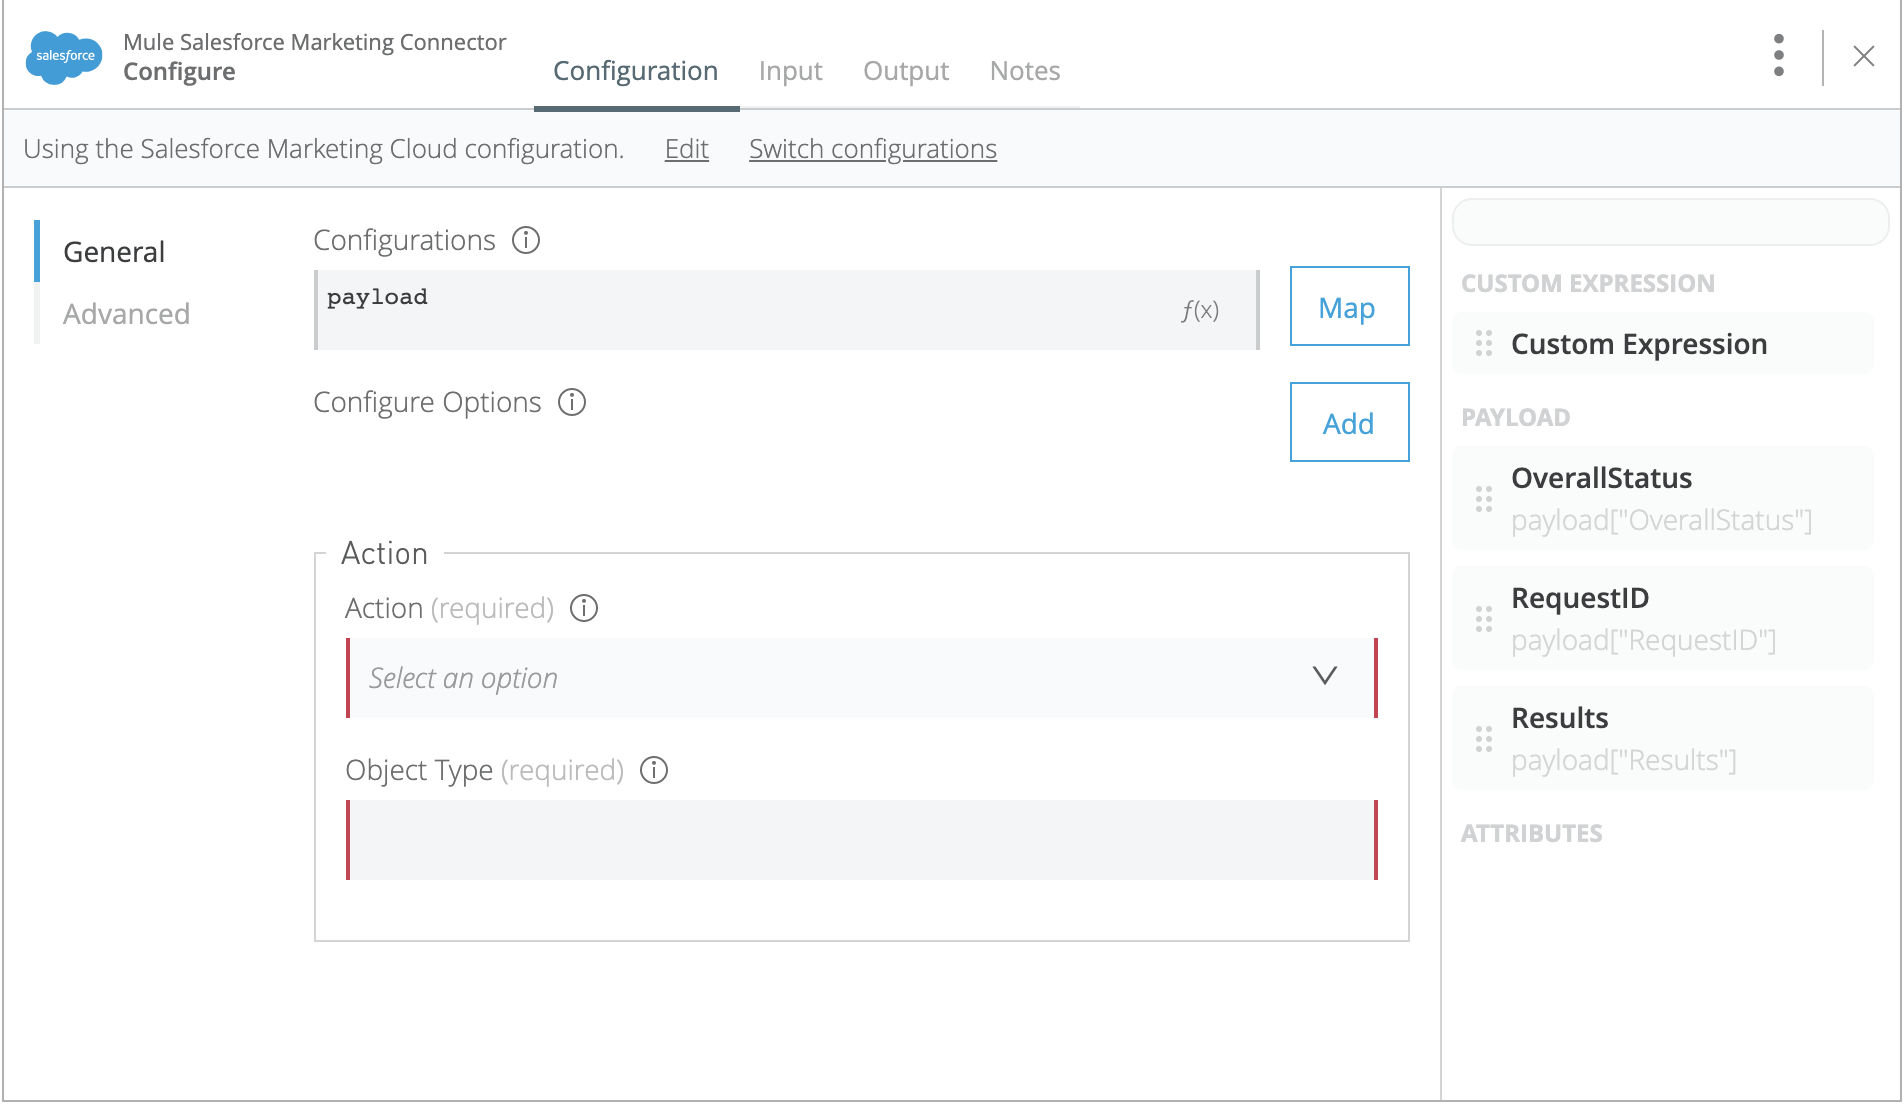 salesforce
Mule Salesforce Marketing Connector
Configure
Configuration
Input
Output
Notes
Using the Salesforce Marketing Cloud configuration.
Edit
Switch configurations
General
Advanced
Configurations
payload
f(x)
Map
Configure Options
Add
Action
Action (required)
Select an option
Object Type (required)
CUSTOM EXPRESSION
Custom Expression
PAYLOAD
OverallStatus
payload["OverallStatus"]
RequestID
payload["RequestID"]
Results
payload["Results"]
ATTRIBUTES